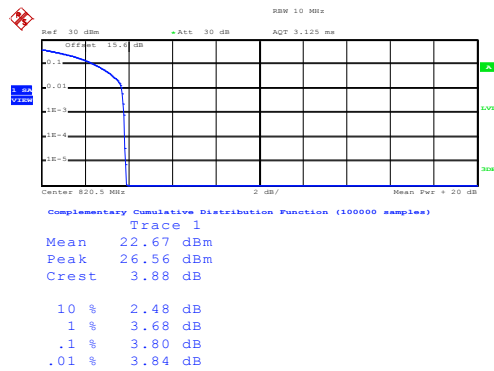 RBW 10 MHz
Ref 30 dBm Att 30 dB AQT 3.125 ms
Offset 15.6 dB
0.1
A
1 SA
VIEW
0.01
1E-3
LVL
1E-4
1E-5
3DB
Center 820.5 MHz 2 dB/ Mean Pwr + 20 dB
Complementary Cumulative Distribution Function (100000 samples)
Trace 1
Mean 22.67 dBm
Peak 26.56 dBm
Crest 3.88 dB
10 % 2.48 dB
1 % 3.68 dB
.1 % 3.80 dB
.01 % 3.84 dB